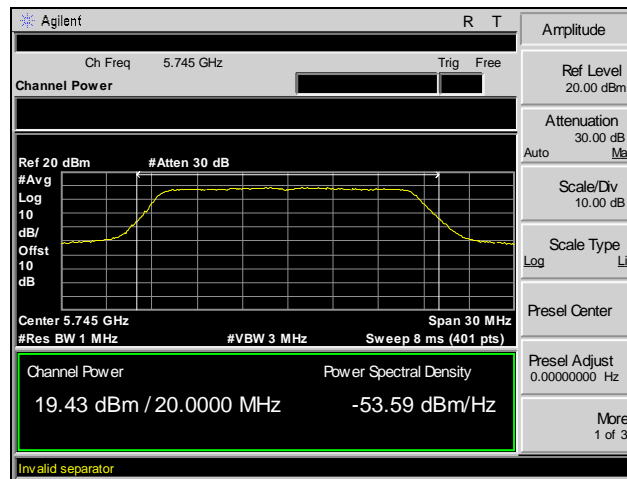 Agilent R T
Ch Freq 5.745 GHz Trig Free
Channel Power
Ref 20 dBm #Atten 30 dB
#Avg
Log
10
dB/
Offst
10
dB
Center 5.745 GHz Span 30 MHz
#Res BW 1 MHz #VBW 3 MHz Sweep 8 ms (401 pts)
Channel Power Power Spectral Density
19.43 dBm / 20.0000 MHz -53.59 dBm/Hz
Invalid separator
Amplitude
Ref Level
20.00 dBm
Attenuation
30.00 dB
Auto Ma
Scale/Div
10.00 dB
Scale Type
Log Li
Presel Center
Presel Adjust
0.00000000 Hz
More
1 of 3